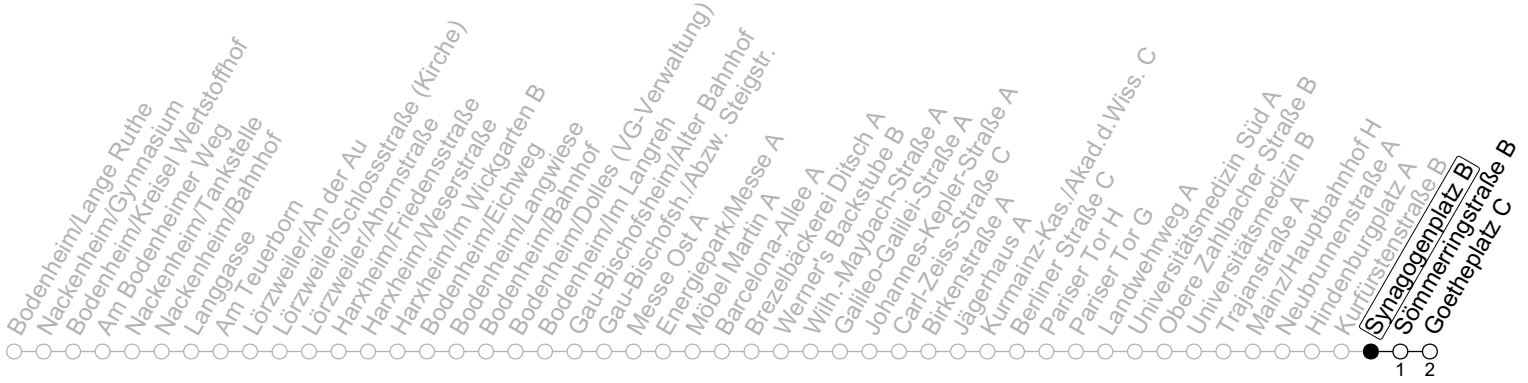 Bodenheim/Lange Ruthe
Nackenheim/Gymnasium
Bodenheim/Kreisel Wertstoffhof
Am Bodenheimer Weg
Nackenheim/Tankstelle
Nackenheim/Bahnhof
Langgasse
Am Teuerborn
Lörzweiler/An der Au
Lörzweiler/Schlossstraße (Kirche)
Lörzweiler/Ahornstraße
Harxheim/Friedensstraße
Harxheim/Weserstraße
Harxheim/Im Wickgarten B
Bodenheim/Eichweg
Bodenheim/Langwiese
Bodenheim/Bahnhof
Bodenheim/Dolles (VG-Verwaltung)
Bodenheim/Im Langreh
Gau-Bischofsheim/Alter Bahnhof
Gau-Bischofsh./Abzw. Steigstr.
Messe Ost A
Energiepark/Messe A
Möbel Martin A
Barcelona-Allee A
Brezelbäckerei Ditsch A
Werner's Backstube B
Wilh.-Maybach-Straße A
Galileo-Galilei-Straße A
Johannes-Kepler-Straße A
Carl-Zeiss-Straße C
Birkenstraße A
Jägerhaus A
Kurmainz-Kas./Akad.d.Wiss. C
Berliner Straße C
Pariser Tor H
Pariser Tor G
Landwehrweg A
Universitätsmedizin Süd A
Obere Zahlbacher Straße B
Universitätsmedizin B
Trajanstraße A
Mainz/Hauptbahnhof H
Neubrunnenstraße A
Hindenburgplatz A
Kurfürstenstraße B
Synagogenplatz B
Sömmerringstraße B
Goetheplatz C
1 2